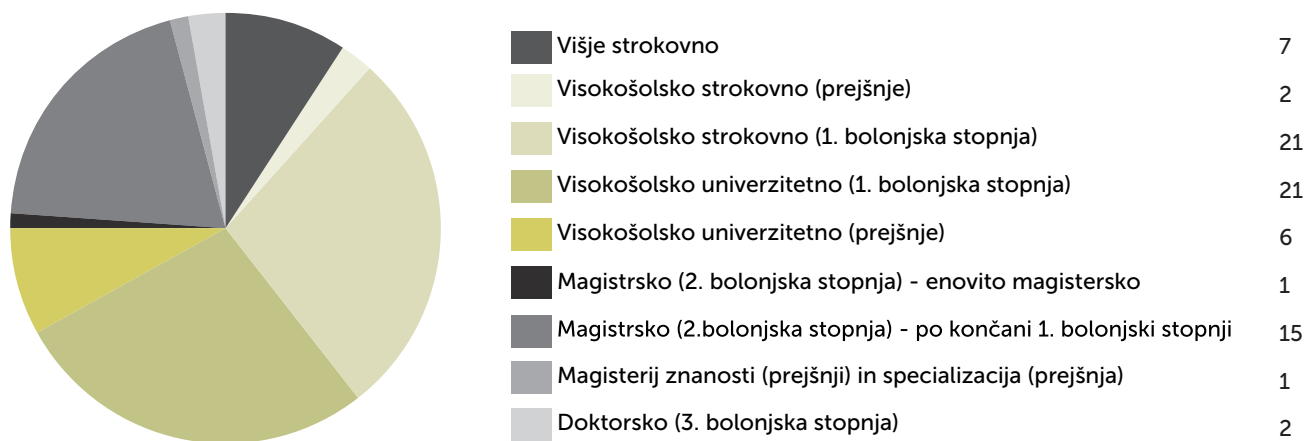 Višje strokovno 7
Visokošolsko strokovno (prejšnje) 2
Visokošolsko strokovno (1. bolonjska stopnja) 21
Visokošolsko univerzitetno (1. bolonjska stopnja) 21
Visokošolsko univerzitetno (prejšnje) 6
Magistrsko (2. bolonjska stopnja) - enovito magistersko 1
Magistrsko (2.bolonjska stopnja) - po končani 1. bolonjski stopnji 15
Magisterij znanosti (prejšnji) in specializacija (prejšnja) 1
Doktorsko (3. bolonjska stopnja) 2